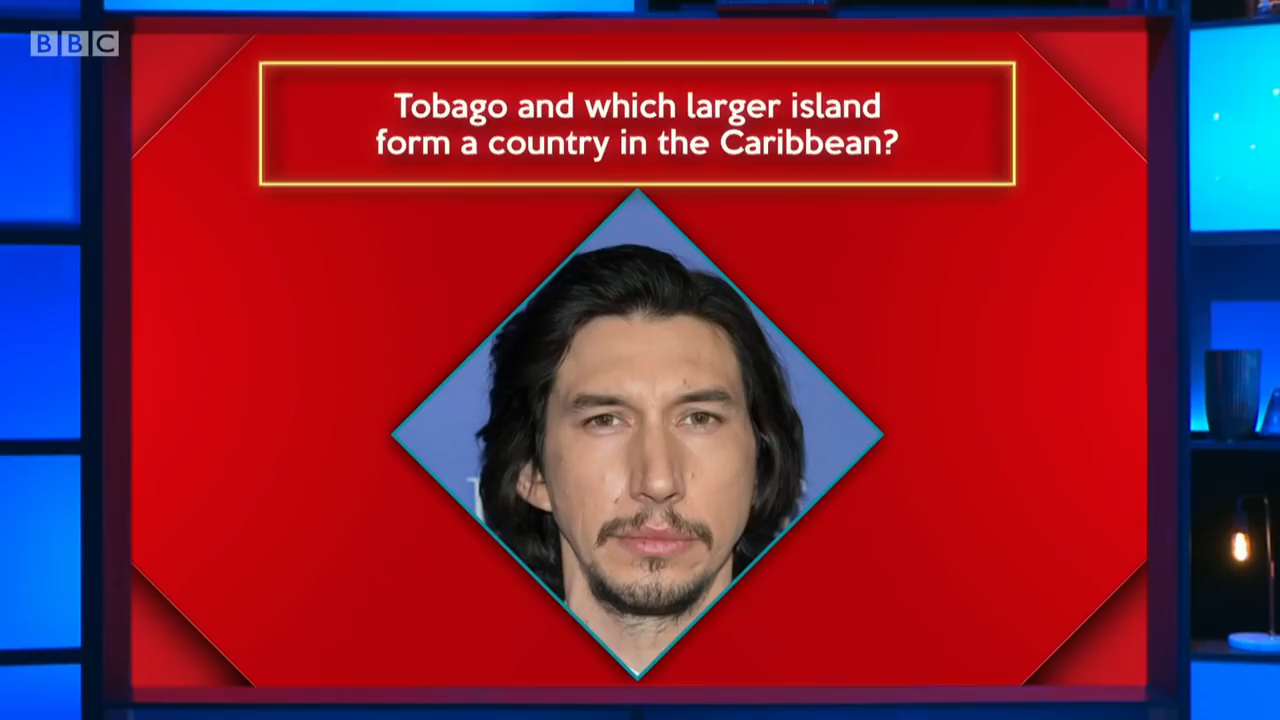 BBC
Tobago and which larger island
form a country in the Caribbean?